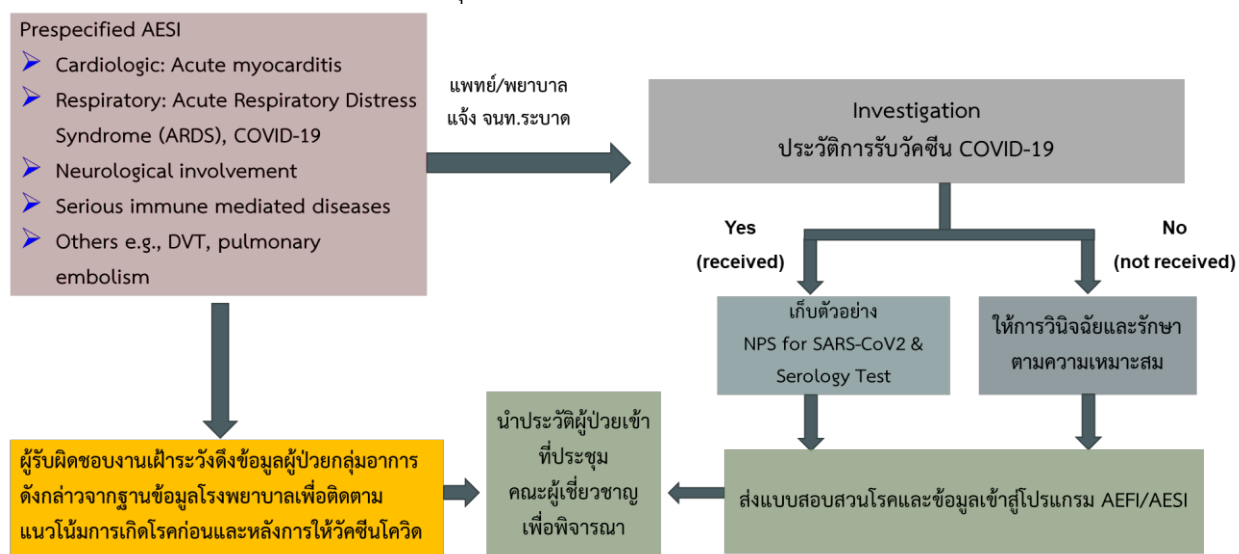 Prespecified AESI
Cardiologic: Acute myocarditis
Respiratory: Acute Respiratory Distress
Syndrome (ARDS), COVID-19
Neurological involvement
Serious immune mediated diseases
Others e.g., DVT, pulmonary
embolism
แพทย์/พยาบาล
แจ้ง จนท.ระบาด
Investigation
ประวัติการรับวัคซีน COVID-19
Yes
(received)
No
(not received)
เก็บตัวอย่าง
NPS for SARS-CoV2 &
Serology Test
ให้การวินิจฉัยและรักษา
ตามความเหมาะสม
ผู้รับผิดชอบงานเฝ้าระวังดึงข้อมูลผู้ป่วยกลุ่มอาการ
ดังกล่าวจากฐานข้อมูลโรงพยาบาลเพื่อติดตาม
แนวโน้มการเกิดโรคก่อนและหลังการให้วัคซีนโควิด
นำประวัติผู้ป่วยเข้า
ที่ประชุม
คณะผู้เชี่ยวชาญ
เพื่อพิจารณา
ส่งแบบสอบสวนโรคและข้อมูลเข้าสู่โปรแกรม AEFI/AESI